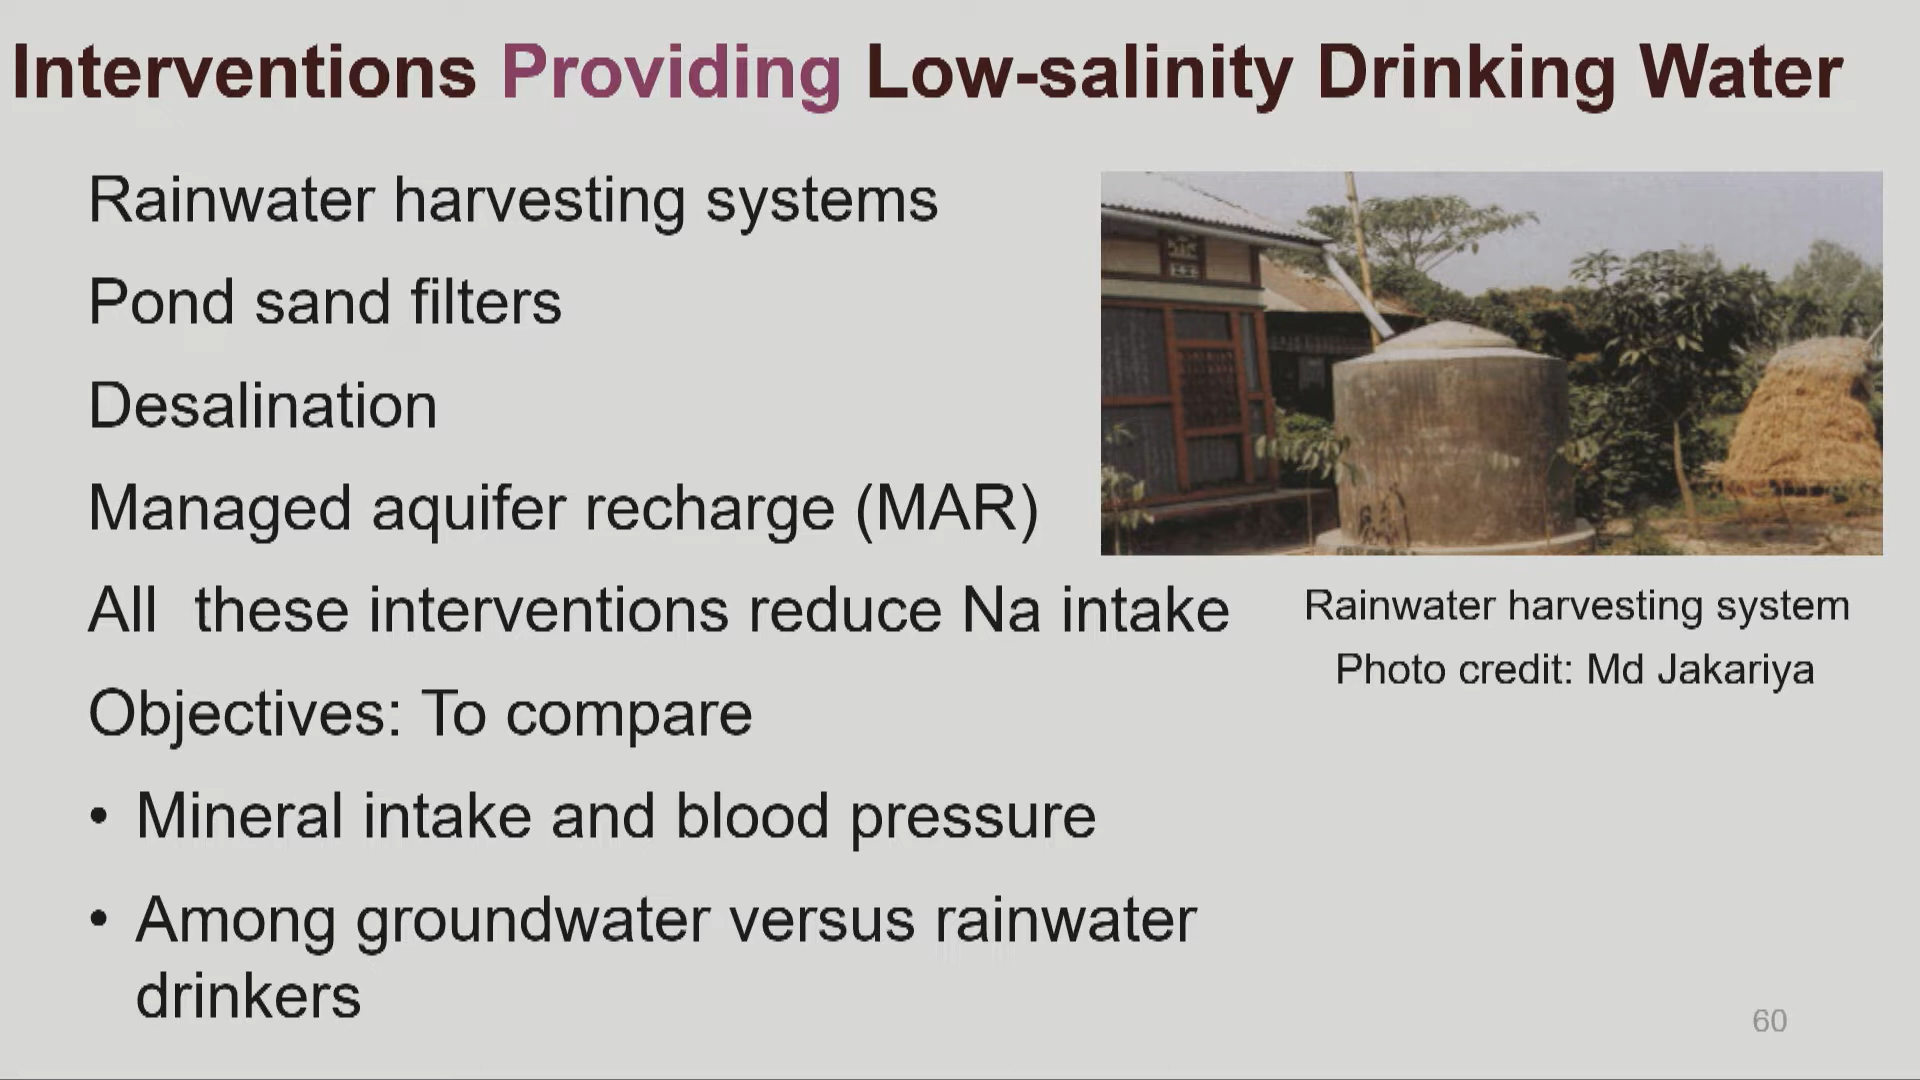 Interventions Providing Low-salinity Drinking Water
Rainwater harvesting systems
Pond sand filters
Desalination
Managed aquifer recharge (MAR)
All these interventions reduce Na intake
Objectives: To compare
• Mineral intake and blood pressure
• Among groundwater versus rainwater
drinkers
Rainwater harvesting system
Photo credit: Md Jakariya
60